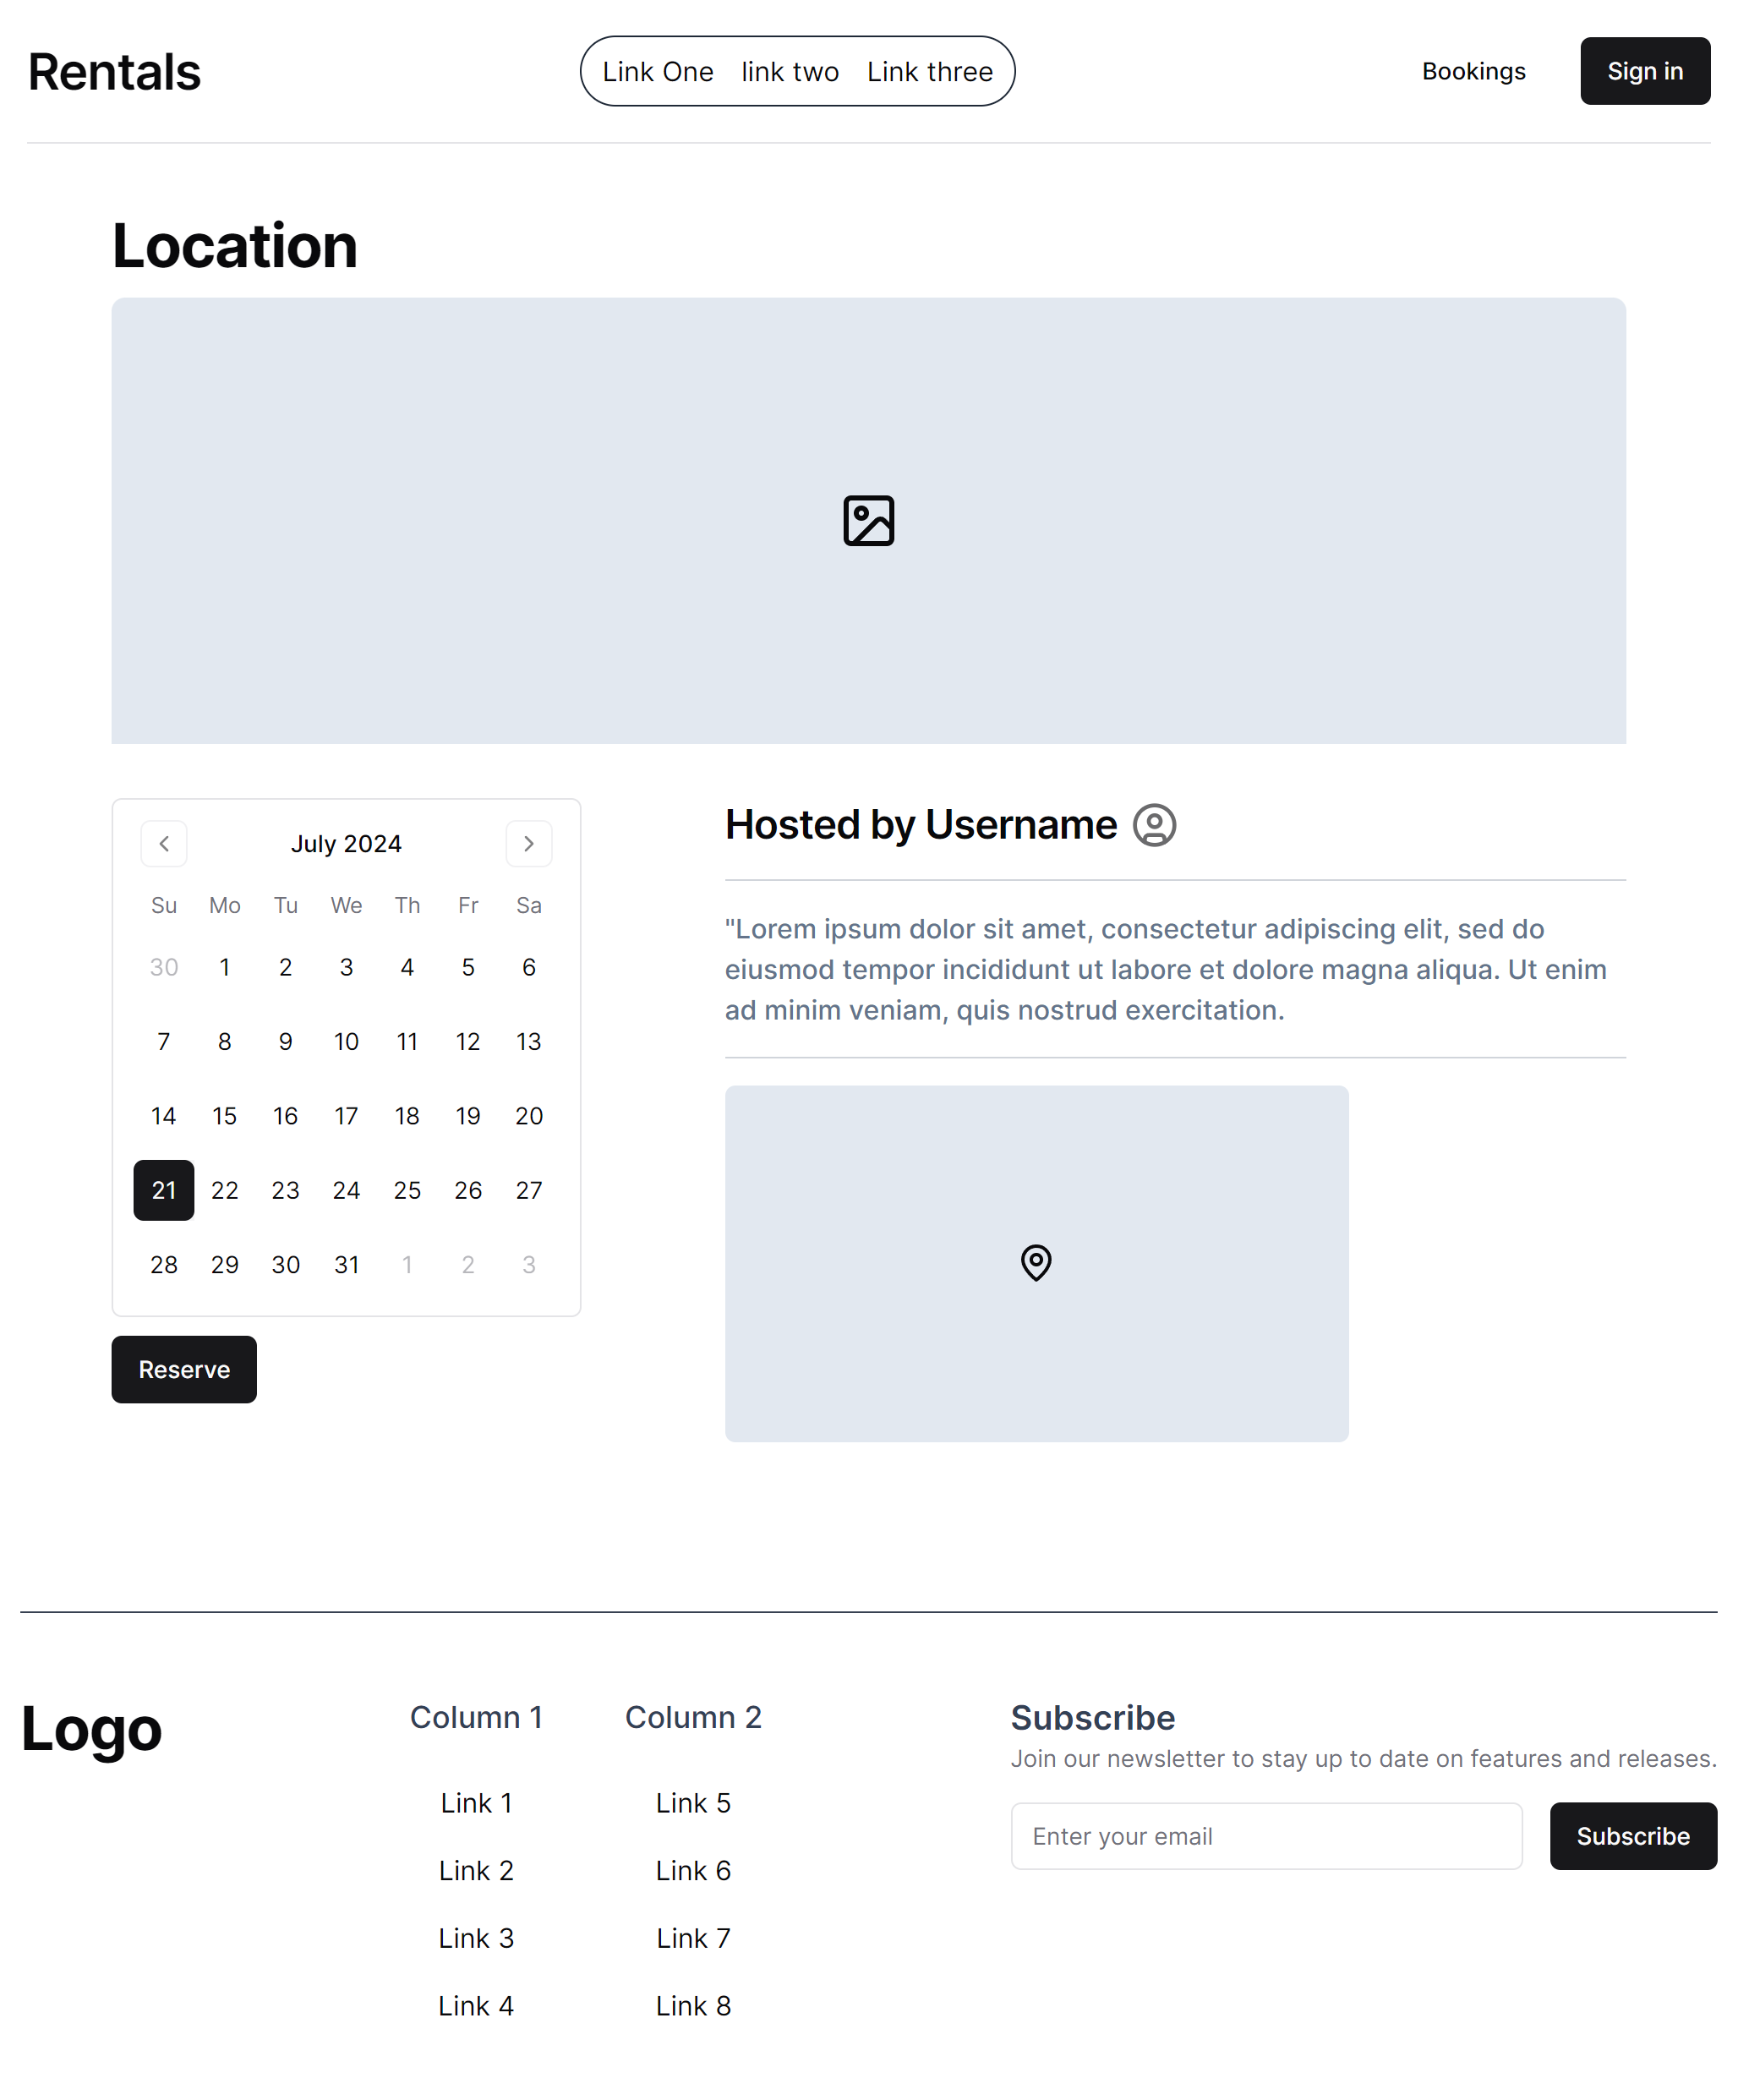 Rentals
Link One link two Link three
Bookings
Sign in
Location
July 2024
Su Mo Tu We Th Fr Sa
30 1 2 3 4 5 6
7 8 9 10 11 12 13
14 15 16 17 18 19 20
21 22 23 24 25 26 27
28 29 30 31 1 2 3
Reserve
Hosted by Username
"Lorem ipsum dolor sit amet, consectetur adipiscing elit, sed do
eiusmod tempor incididunt ut labore et dolore magna aliqua. Ut enim
ad minim veniam, quis nostrud exercitation.
Logo
Column 1
Link 1
Link 2
Link 3
Link 4
Column 2
Link 5
Link 6
Link 7
Link 8
Subscribe
Join our newsletter to stay up to date on features and releases.
Enter your email
Subscribe